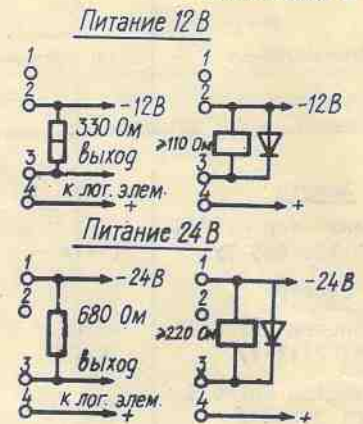 Питание 12 В
1
2
-12В
330 Ом
3
выход
4
к лог. элем.
+
1
2
-12В
≥110 Ом
3
4
+
Питание 24 В
1
-24В
2
680 Ом
3
выход
4
к лог. элем.
+
1
-24В
2
≥220 Ом
3
4
+